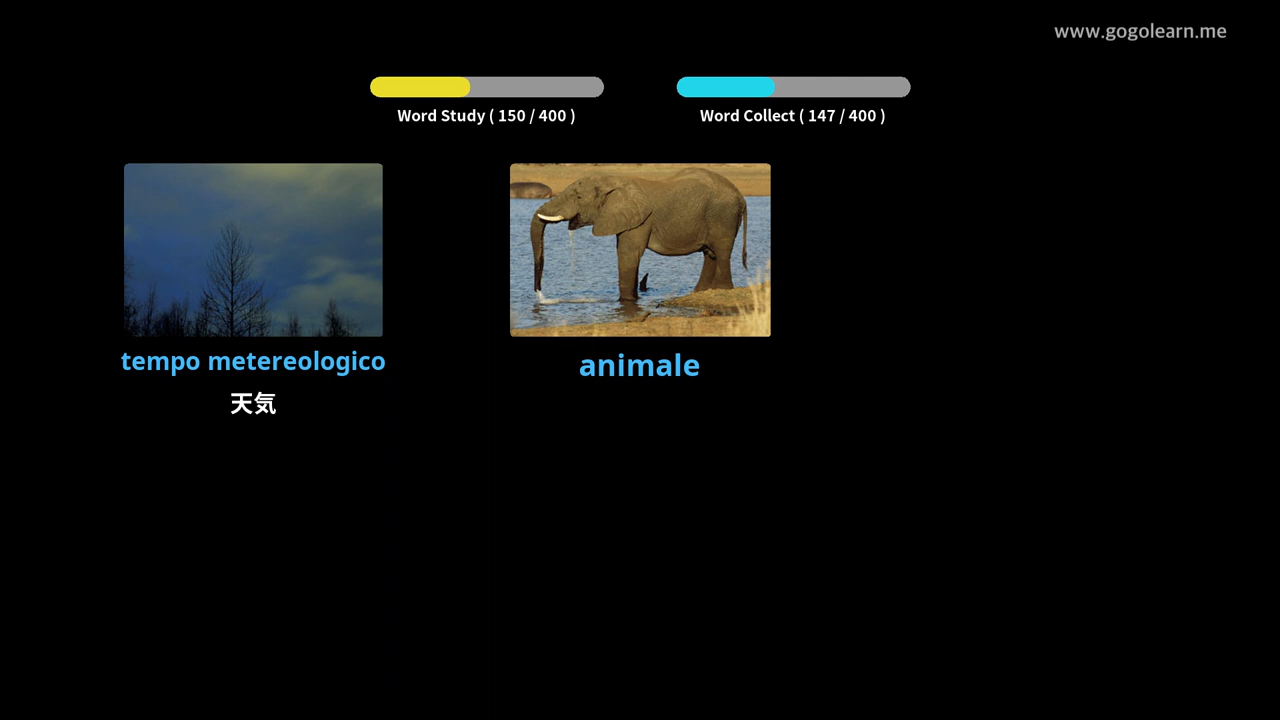 www.gogolearn.me
Word Study ( 150 / 400 )
Word Collect ( 147 / 400 )
tempo metereologico
天気
animale